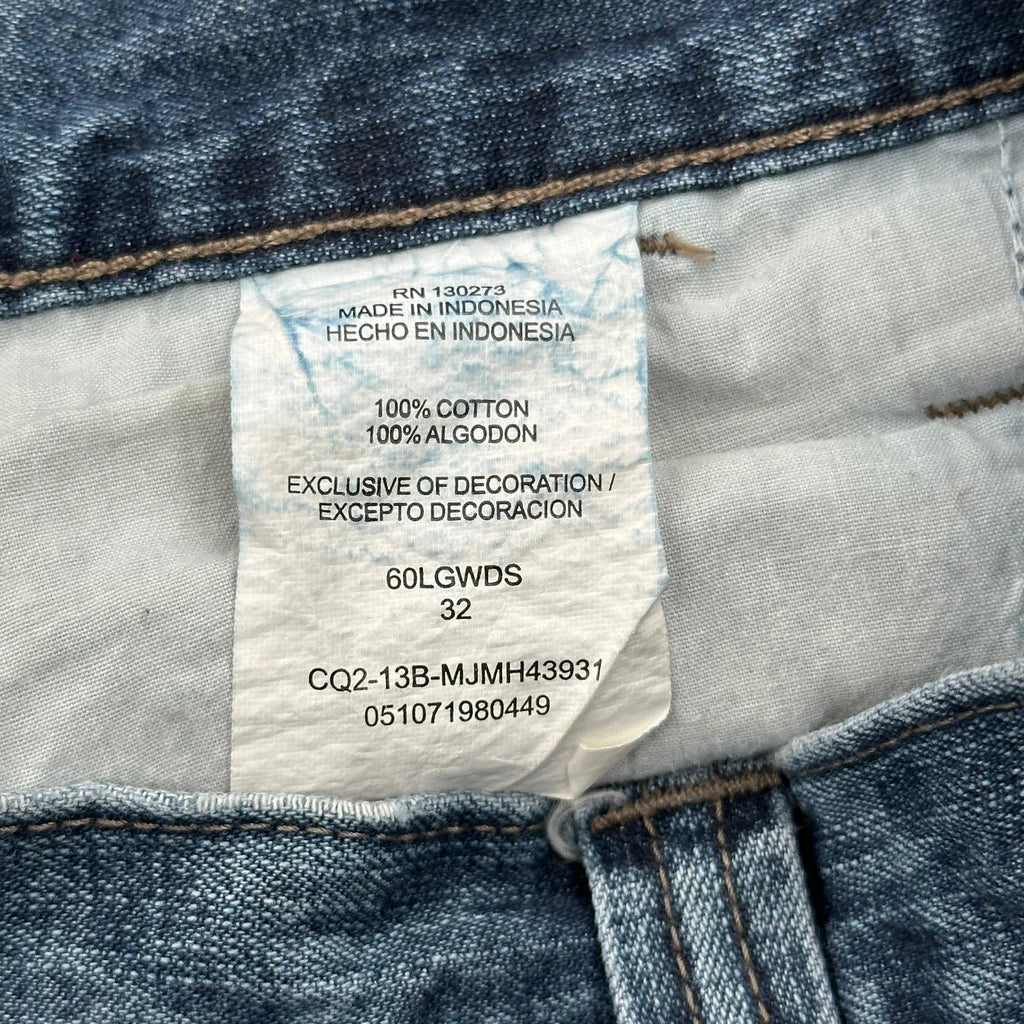 RN 130273
MADE IN INDONESIA
HECHO EN INDONESIA
100% COTTON
100% ALGODON
EXCLUSIVE OF DECORATION /
EXCEPTO DECORACION
60LGWDS
32
CQ2-13B-MJMH43931
051071980449